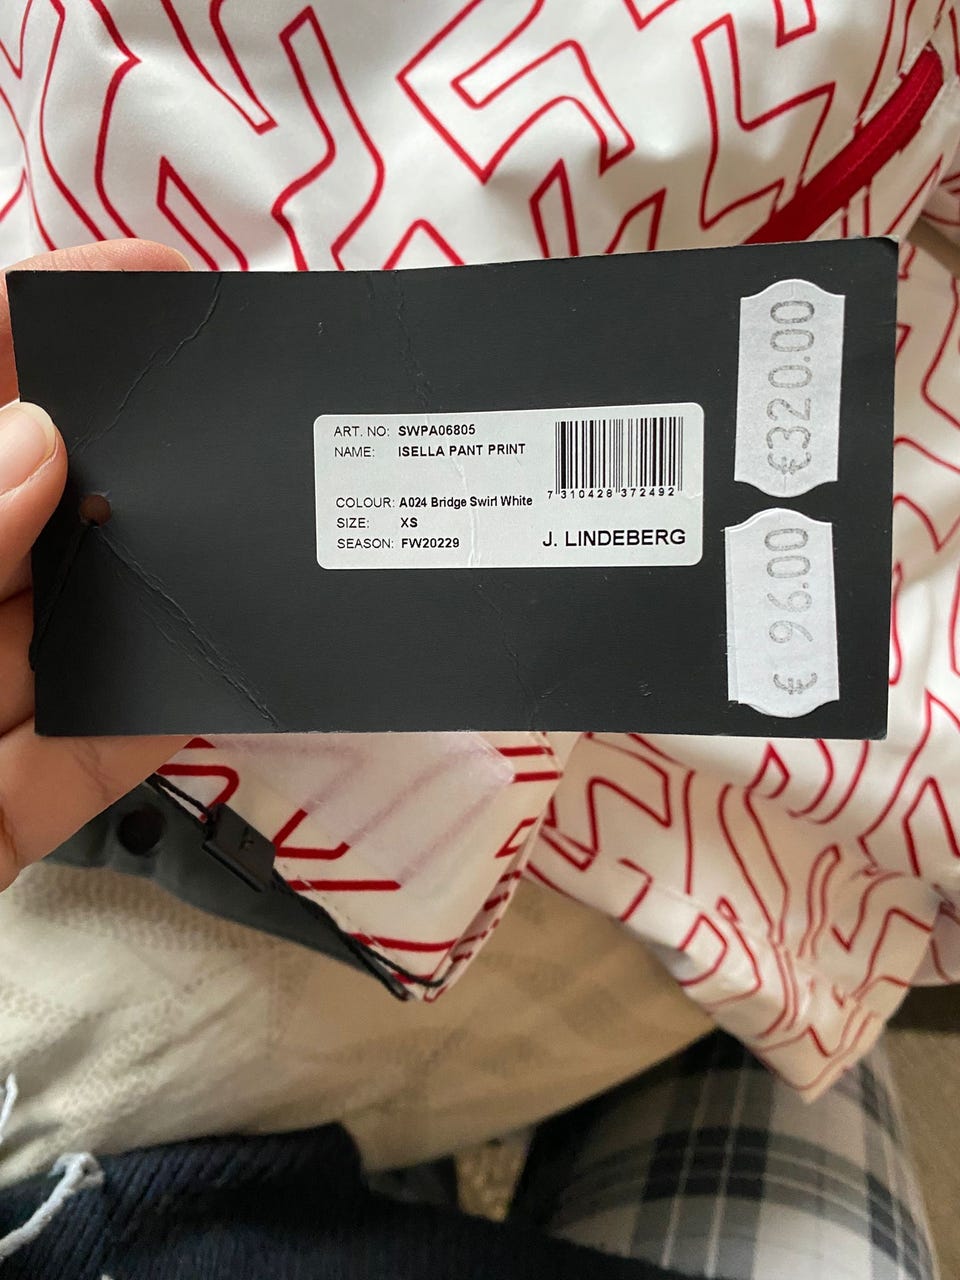 ART. NO: SWPA06805
NAME: ISELLA PANT PRINT
COLOUR: A024 Bridge Swirl White
SIZE: XS
SEASON: FW20229
7 310428 372492
J. LINDEBERG
€320.00
€196.00